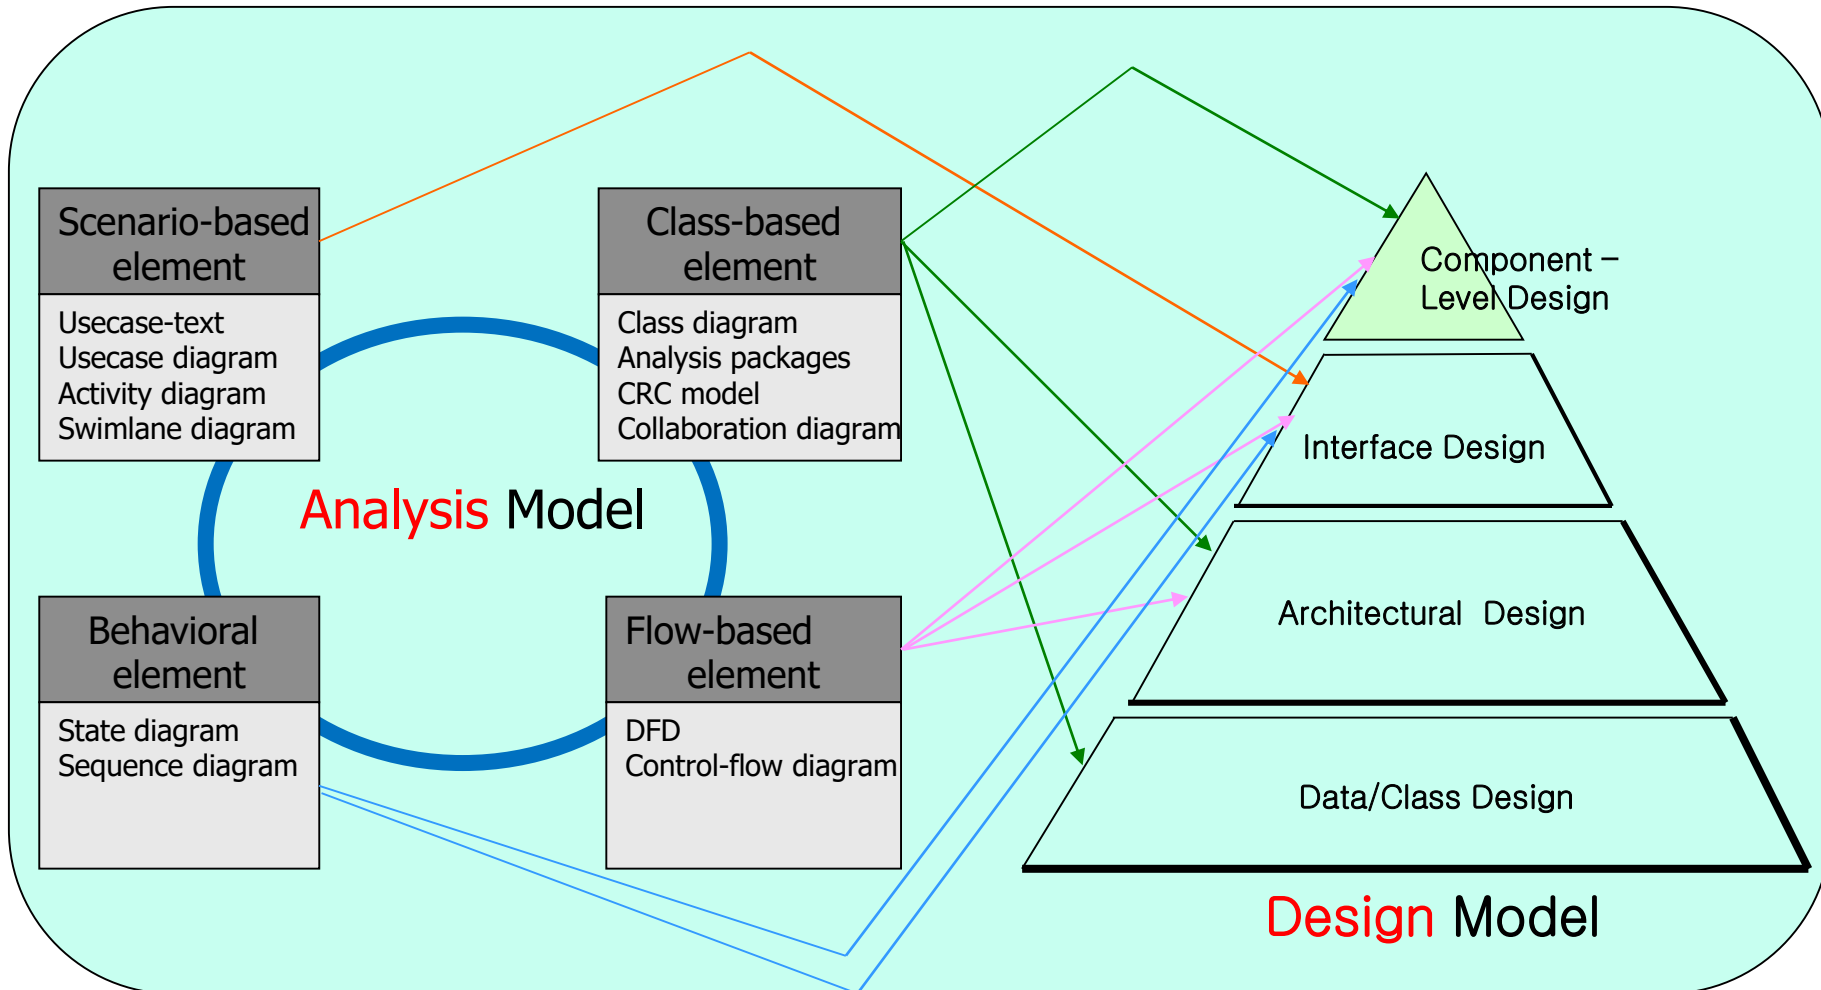 Scenario-based
element
Usecase-text
Usecase diagram
Activity diagram
Swimlane diagram
Class-based
element
Class diagram
Analysis packages
CRC model
Collaboration diagram
Analysis Model
Behavioral
element
State diagram
Sequence diagram
Flow-based
element
DFD
Control-flow diagram
Component –
Level Design
Interface Design
Architectural Design
Data/Class Design
Design Model